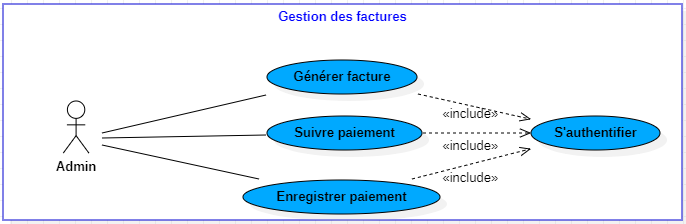 Gestion des factures
Générer facture
«include»
Suivre paiement
S'authentifier
«include»
Admin
«include»
Enregistrer paiement